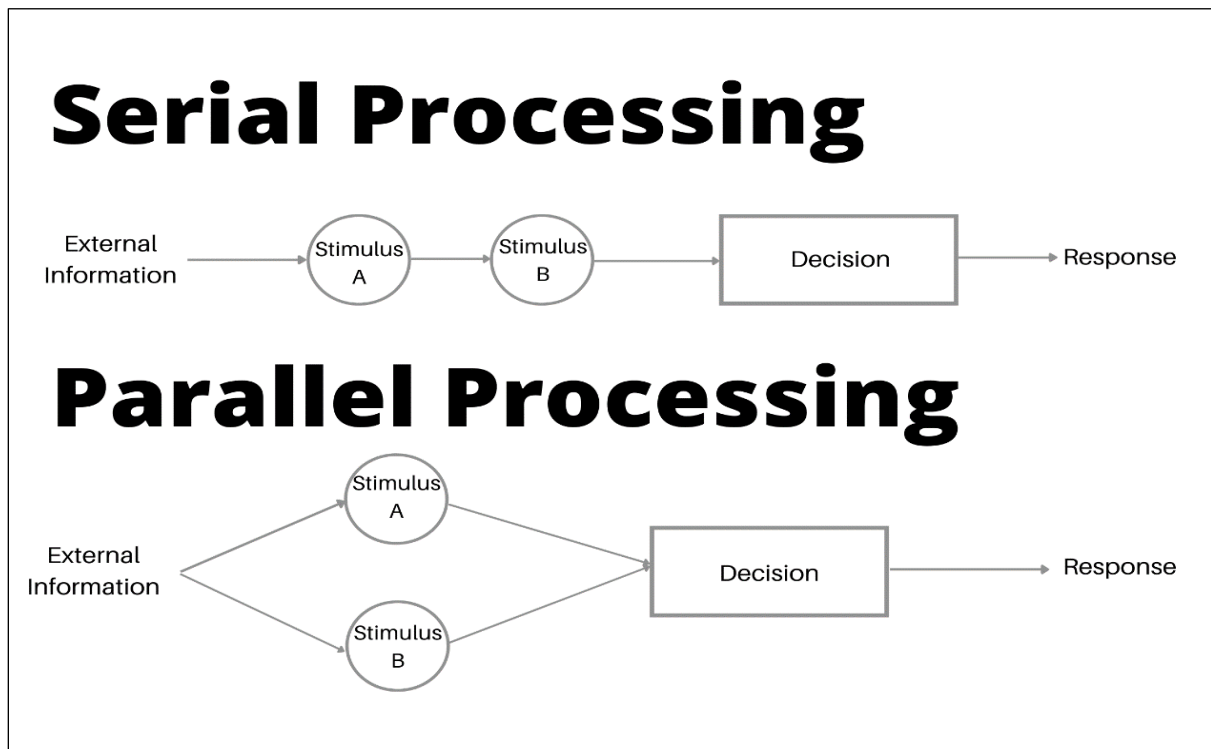 Serial Processing
External
Information
Stimulus
A
Stimulus
B
Decision
Response
Parallel Processing
Stimulus
A
External
Information
Decision
Response
Stimulus
B